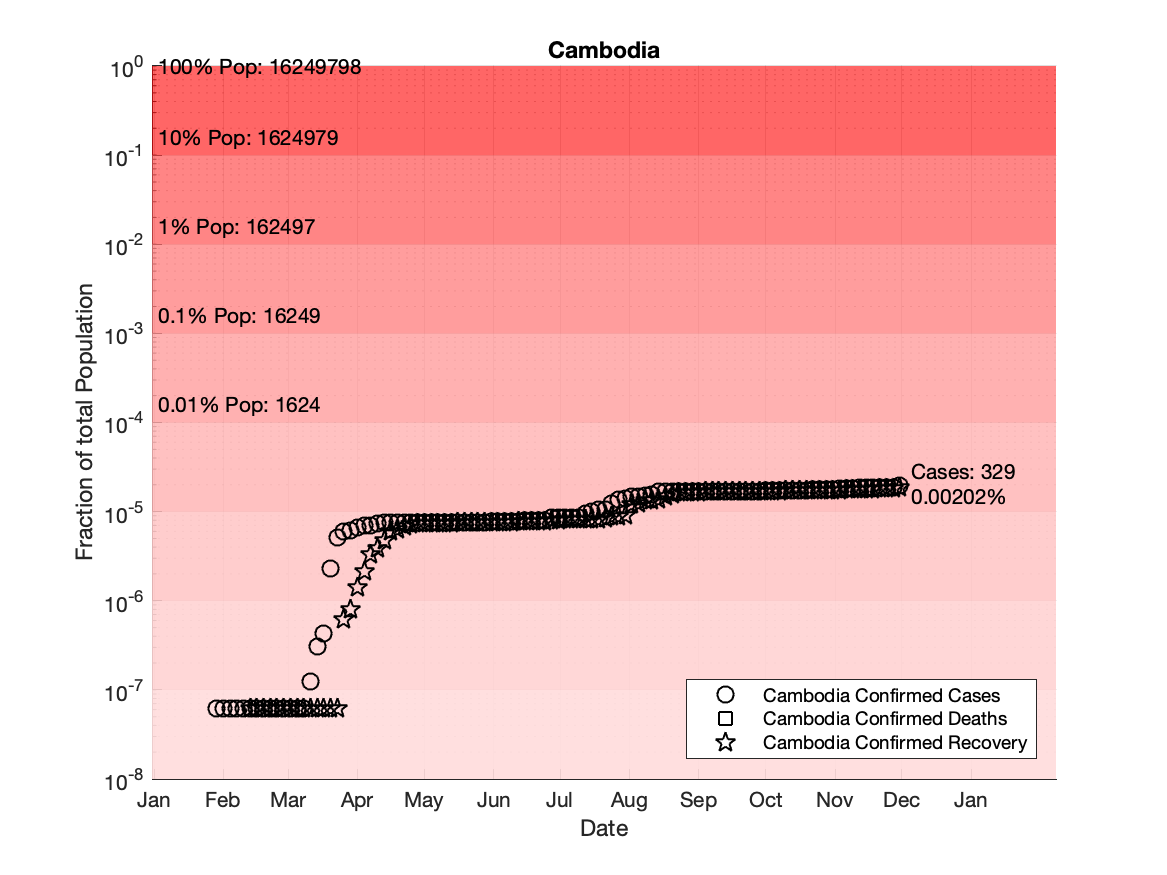 Cambodia
10^0
100% Pop: 16249798
10% Pop: 1624979
10^-1
1% Pop: 162497
10^-2
0.1% Pop: 16249
10^-3
0.01% Pop: 1624
10^-4
Cases: 329
0.00202%
10^-5
10^-6
10^-7
10^-8
Fraction of total Population
Cambodia Confirmed Cases
Cambodia Confirmed Deaths
Cambodia Confirmed Recovery
Jan Feb Mar Apr May Jun Jul Aug Sep Oct Nov Dec Jan
Date